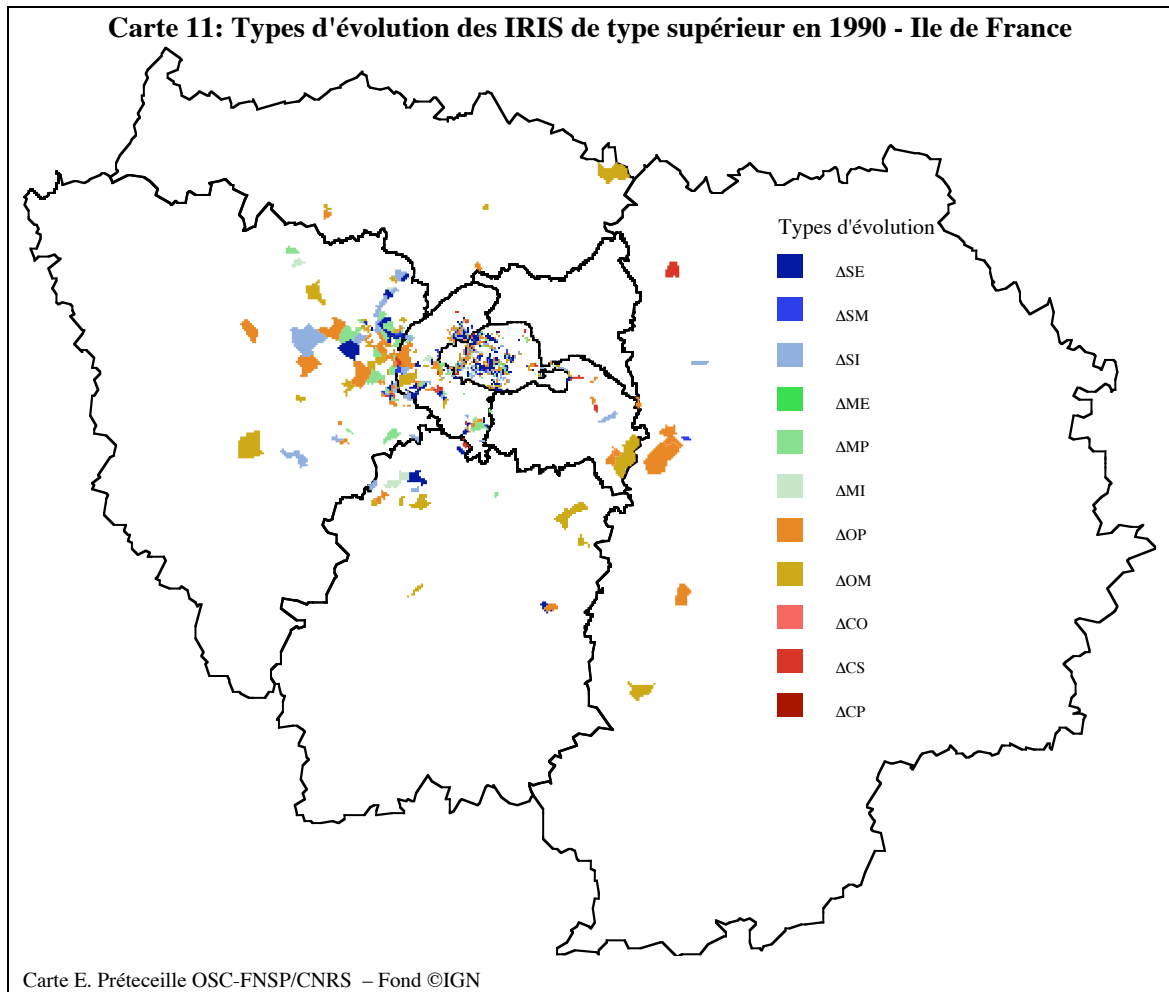 Carte 11: Types d'évolution des IRIS de type supérieur en 1990 - Ile de France
Types d'évolution
ΔSE
ΔSM
ΔSI
ΔME
ΔMP
ΔMI
ΔOP
ΔOM
ΔCO
ΔCS
ΔCP
Carte E. Préteceille OSC-FNSP/CNRS – Fond ©IGN